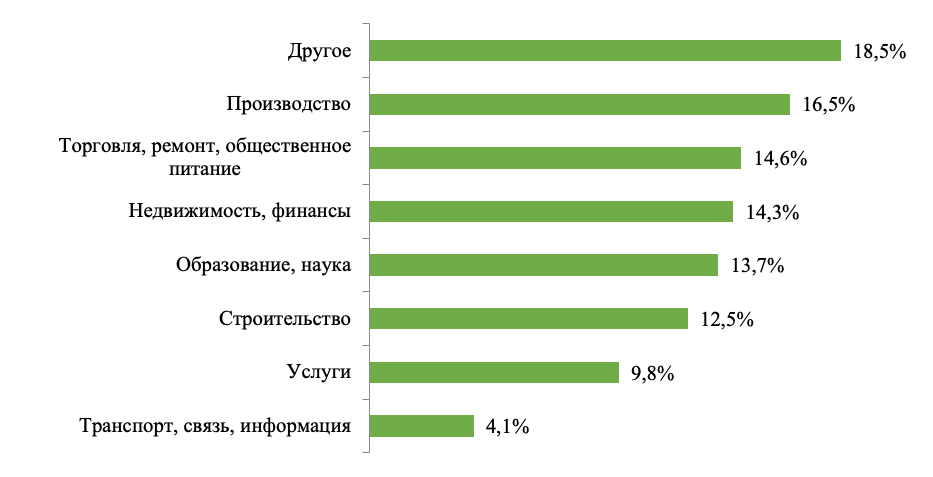 Другое 18,5%
Производство 16,5%
Торговля, ремонт, общественное
питание 14,6%
Недвижимость, финансы 14,3%
Образование, наука 13,7%
Строительство 12,5%
Услуги 9,8%
Транспорт, связь, информация 4,1%